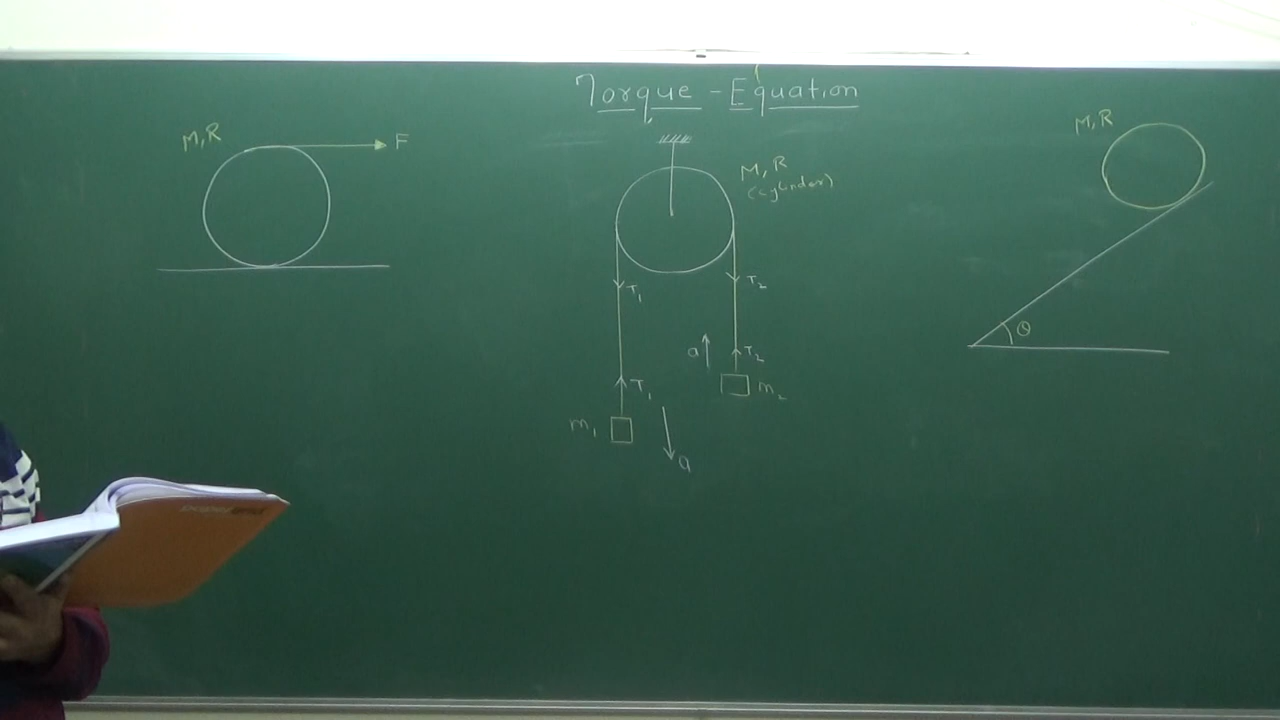 Torque - Equation
M, R
F
M, R
(cylinder)
T₁
T₂
T₁
T₂
a
m₁
m₂
a
M, R
θ